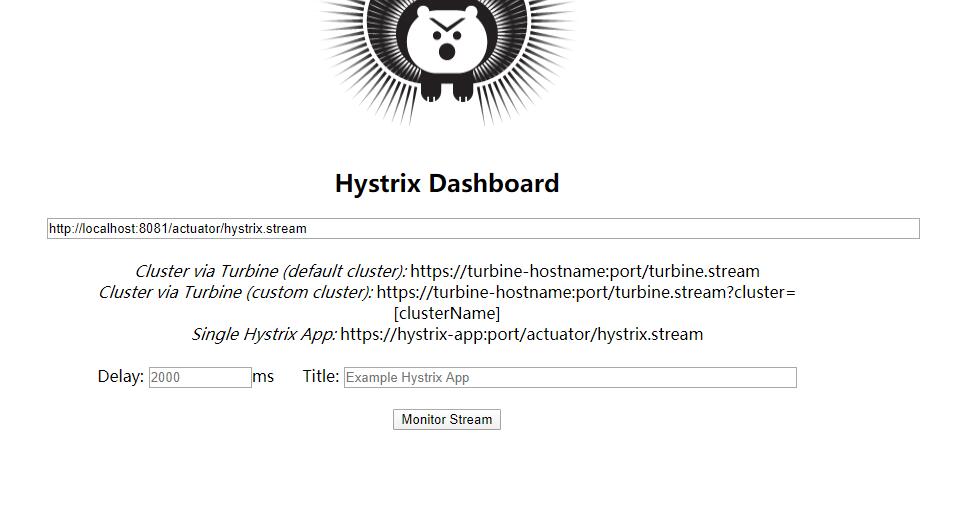 Hystrix Dashboard
http://localhost:8081/actuator/hystrix.stream
Cluster via Turbine (default cluster): https://turbine-hostname:port/turbine.stream
Cluster via Turbine (custom cluster): https://turbine-hostname:port/turbine.stream?cluster=
[clusterName]
Single Hystrix App: https://hystrix-app:port/actuator/hystrix.stream
Delay: 2000 ms Title: Example Hystrix App
Monitor Stream